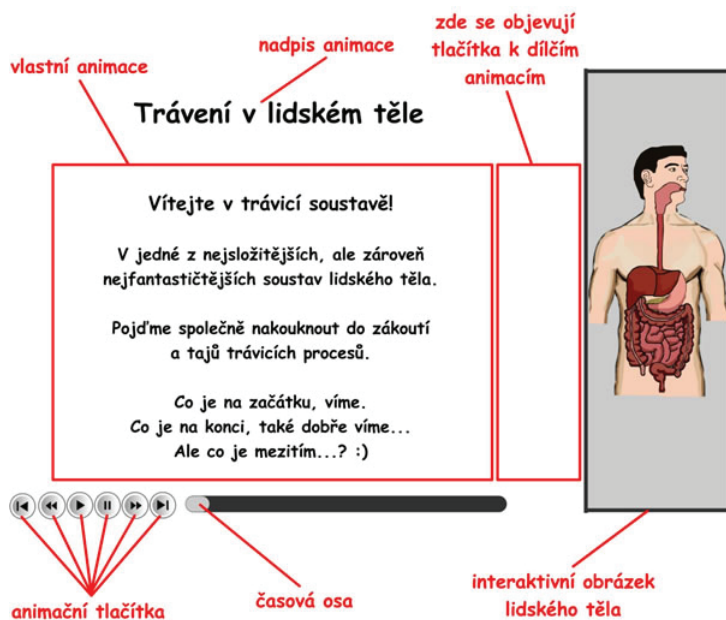 zde se objevují
tlačítka k dílčím
animacím
nadpis animace
vlastní animace
Trávení v lidském těle
Vítejte v trávicí soustavě!
V jedné z nejsložitějších, ale zároveň
nejfantastičtějších soustav lidského těla.
Pojďme společně nakouknout do zákoutí
a tajů trávicích procesů.
Co je na začátku, víme.
Co je na konci, také dobře víme...
Ale co je mezitím...? :)
animační tlačítka
časová osa
interaktivní obrázek
lidského těla